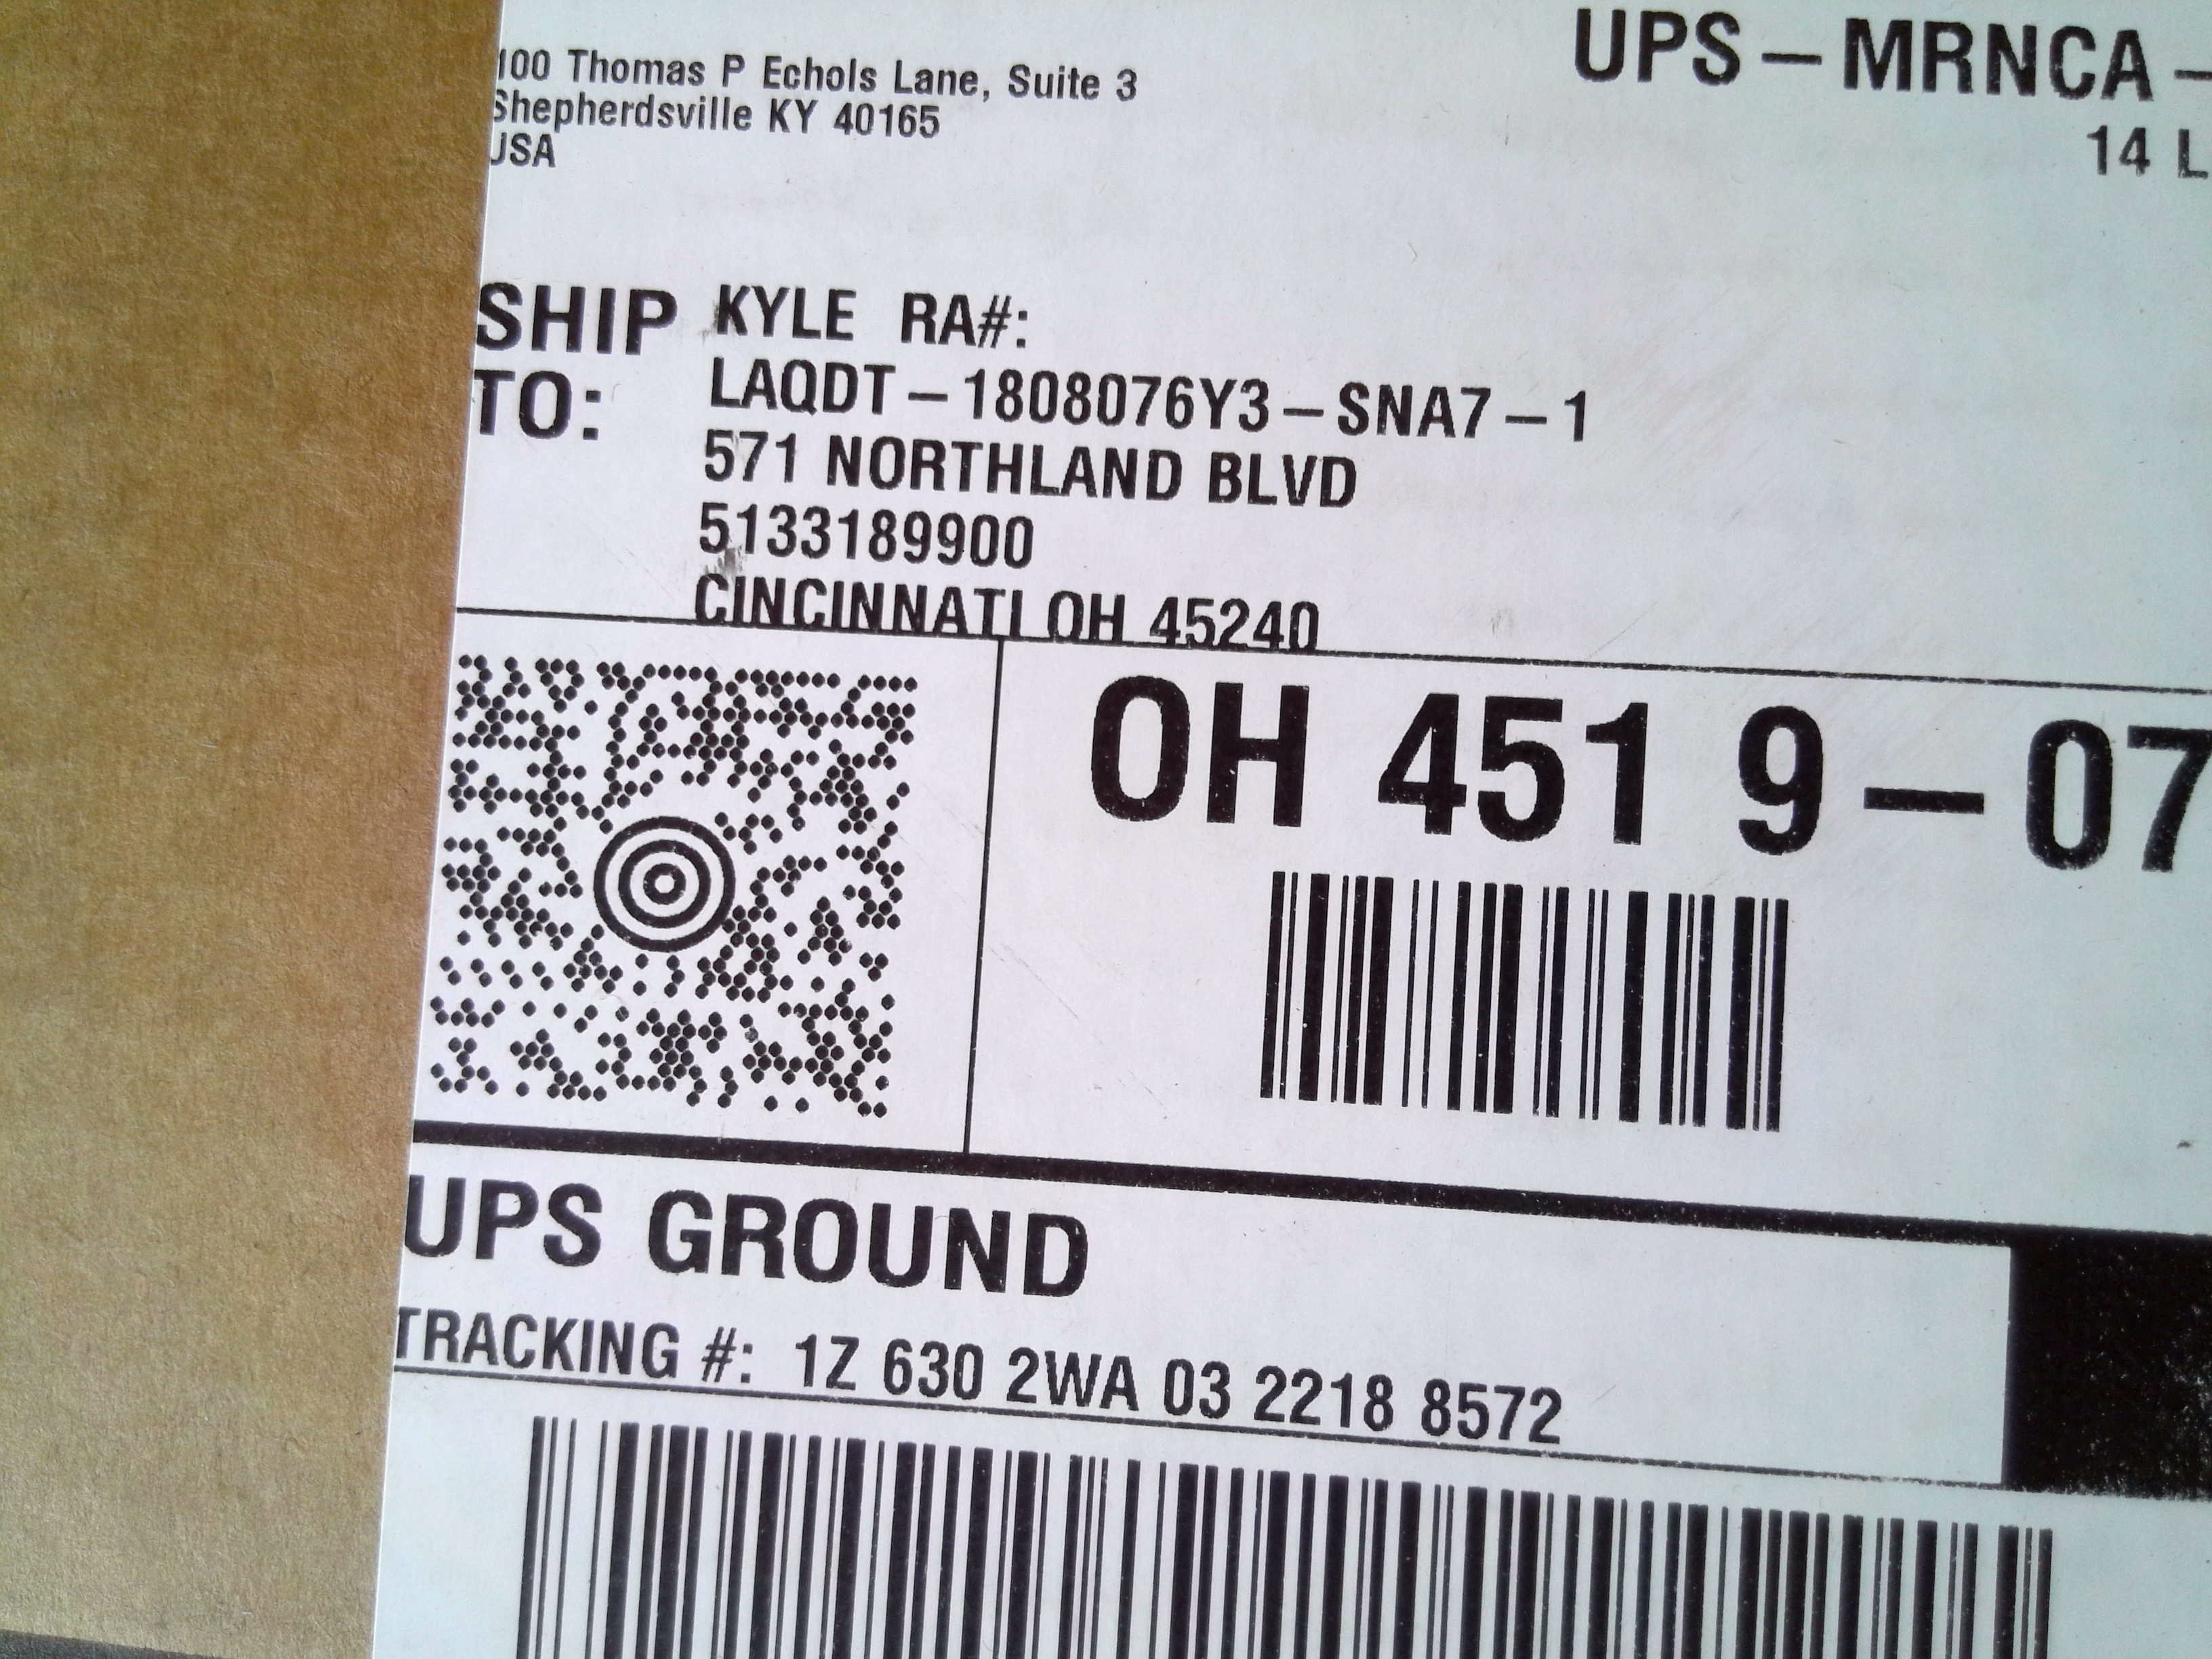 100 Thomas P Echols Lane, Suite 3
Shepherdsville KY 40165
USA
UPS – MRNCA –
14 L
SHIP TO:
KYLE RA#:
LAQDT – 1808076Y3 – SNA7 – 1
571 NORTHLAND BLVD
5133189900
CINCINNATI OH 45240
OH 451 9 – 07
UPS GROUND
TRACKING #: 1Z 630 2WA 03 2218 8572